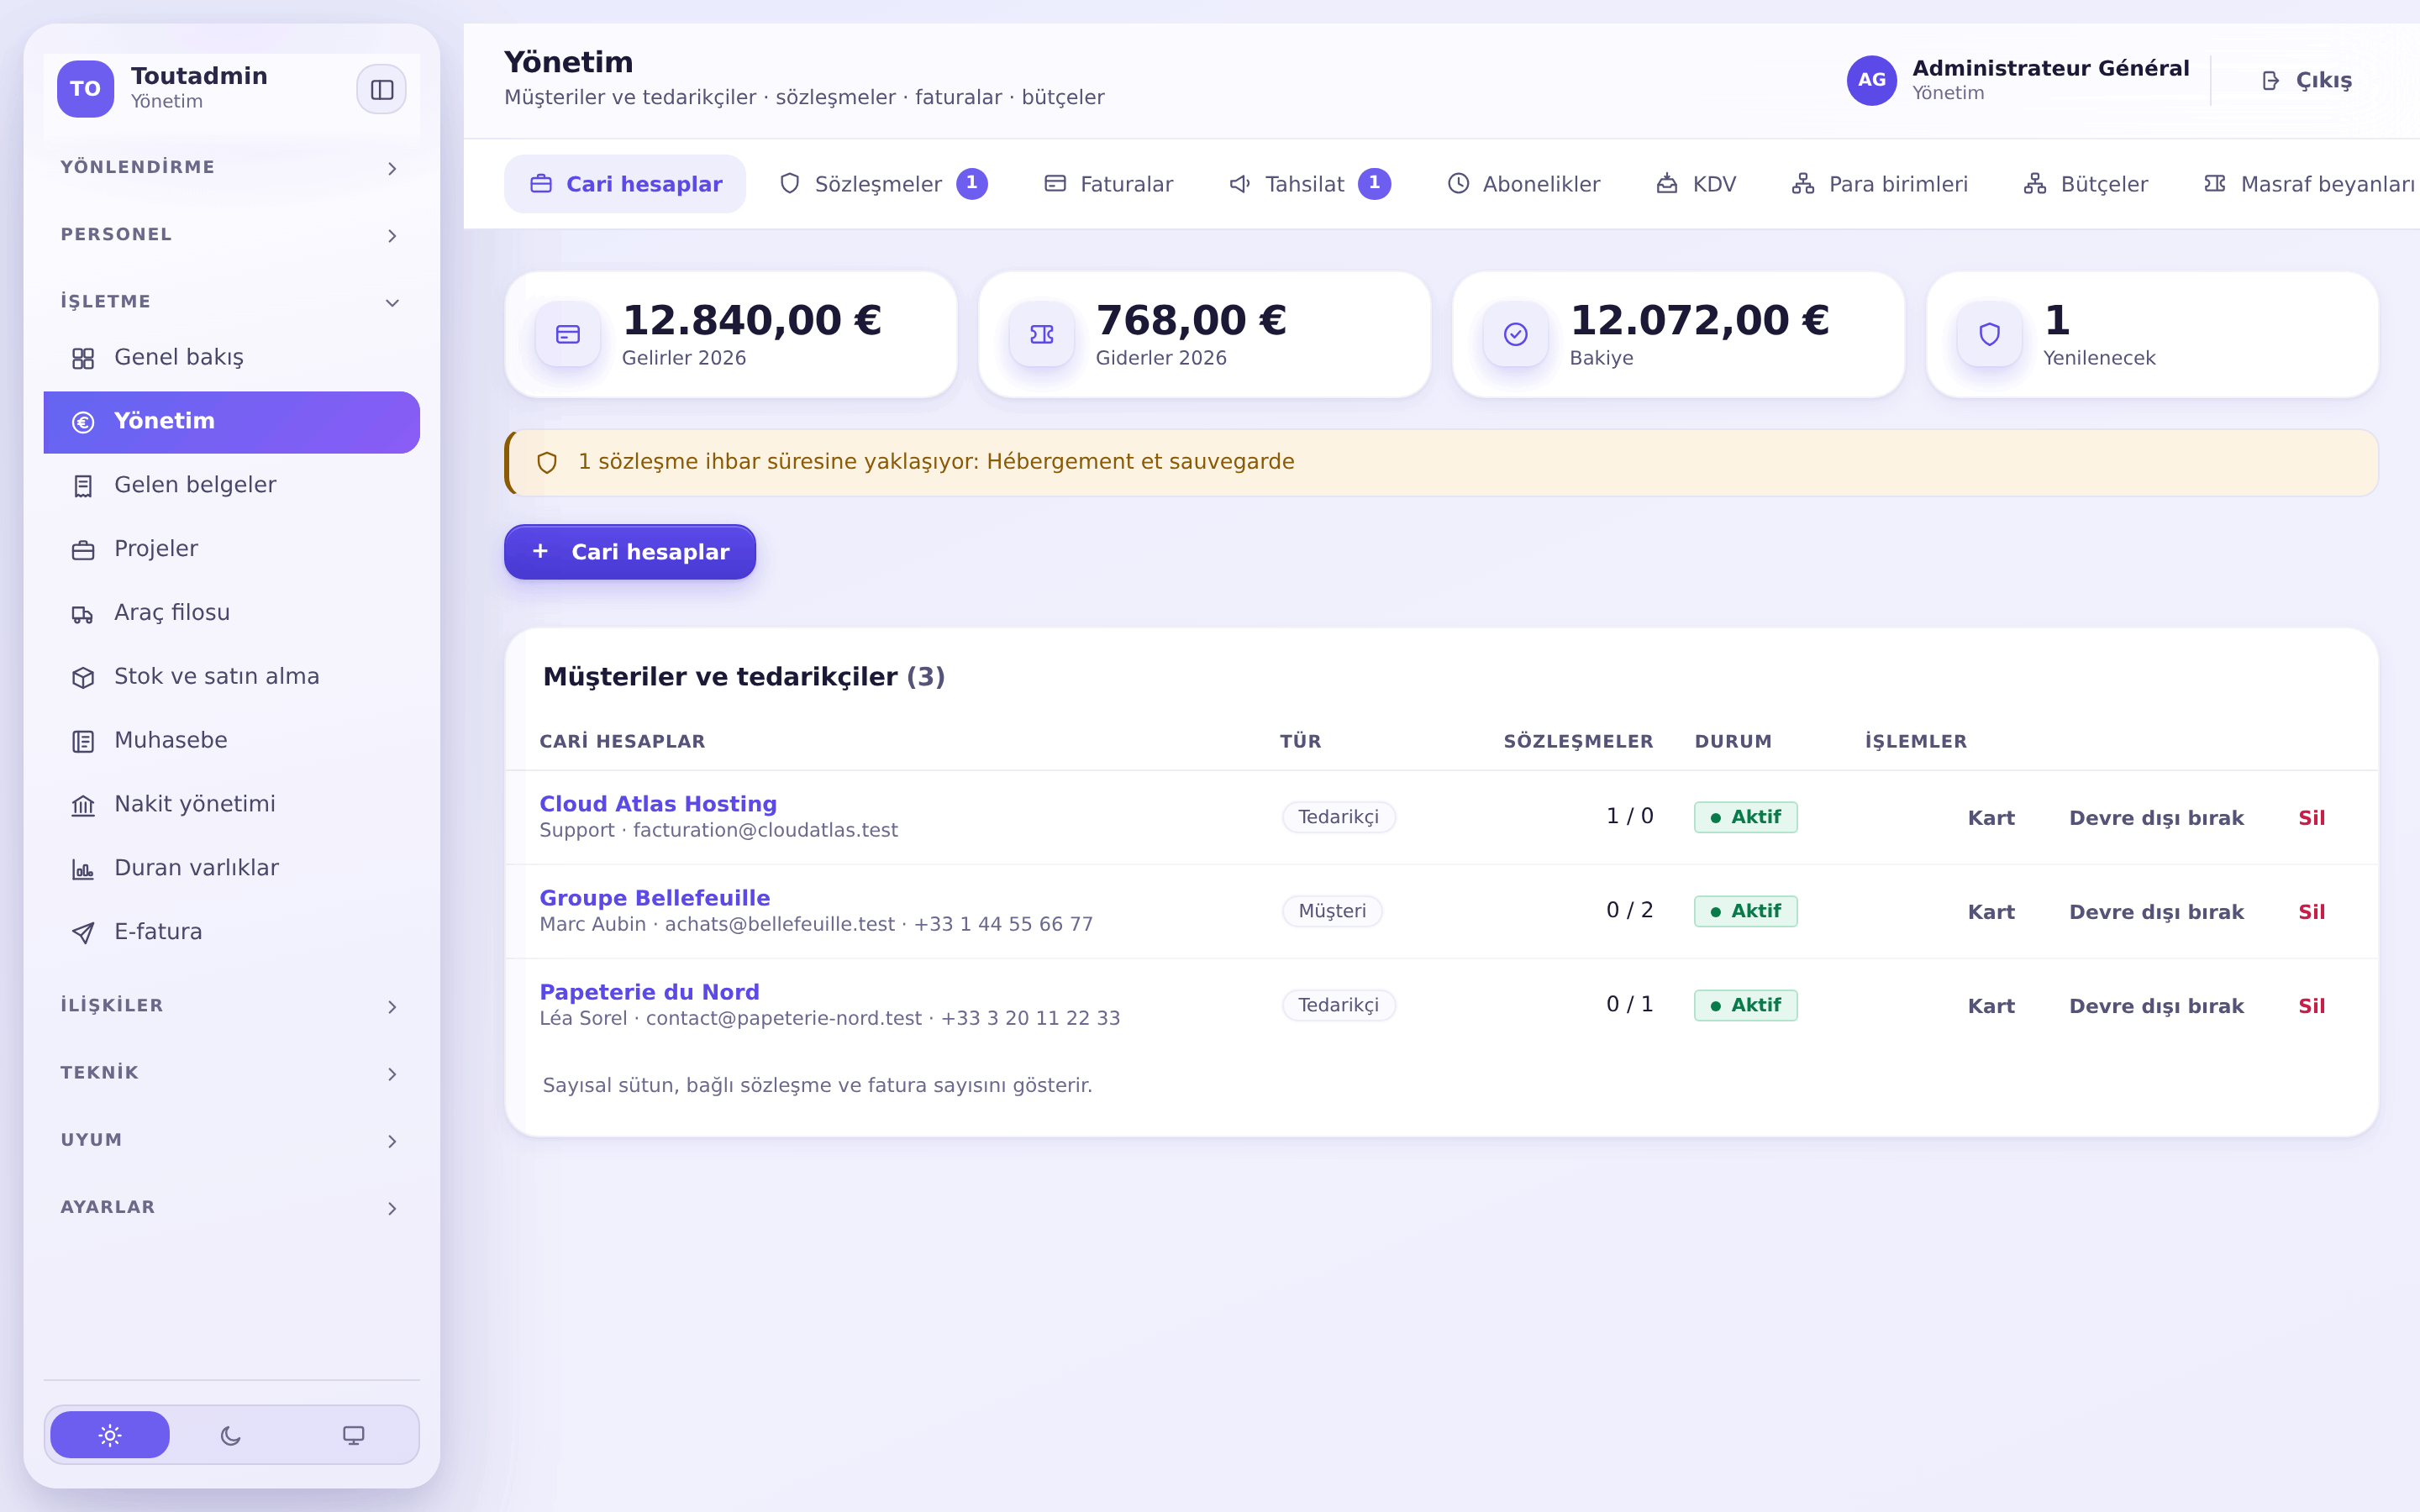 TO
Toutadmin
Yönetim
YÖNLENDİRME
PERSONEL
İŞLETME
Genel bakış
Yönetim
Gelen belgeler
Projeler
Araç filosu
Stok ve satın alma
Muhasebe
Nakit yönetimi
Duran varlıklar
E-fatura
İLİŞKİLER
TEKNİK
UYUM
AYARLAR
Yönetim
Müşteriler ve tedarikçiler · sözleşmeler · faturalar · bütçeler
AG
Administrateur Général
Yönetim
Çıkış
Cari hesaplar
Sözleşmeler 1
Faturalar
Tahsilat 1
Abonelikler
KDV
Para birimleri
Bütçeler
Masraf beyanları
12.840,00 €
Gelirler 2026
768,00 €
Giderler 2026
12.072,00 €
Bakiye
1
Yenilenecek
1 sözleşme ihbar süresine yaklaşıyor: Hébergement et sauvegarde
+ Cari hesaplar
Müşteriler ve tedarikçiler (3)
CARİ HESAPLAR TÜR SÖZLEŞMELER DURUM İŞLEMLER
Cloud Atlas Hosting
Support · facturation@cloudatlas.test
Tedarikçi 1 / 0 Aktif Kart Devre dışı bırak Sil
Groupe Bellefeuille
Marc Aubin · achats@bellefeuille.test · +33 1 44 55 66 77
Müşteri 0 / 2 Aktif Kart Devre dışı bırak Sil
Papeterie du Nord
Léa Sorel · contact@papeterie-nord.test · +33 3 20 11 22 33
Tedarikçi 0 / 1 Aktif Kart Devre dışı bırak Sil
Sayısal sütun, bağlı sözleşme ve fatura sayısını gösterir.